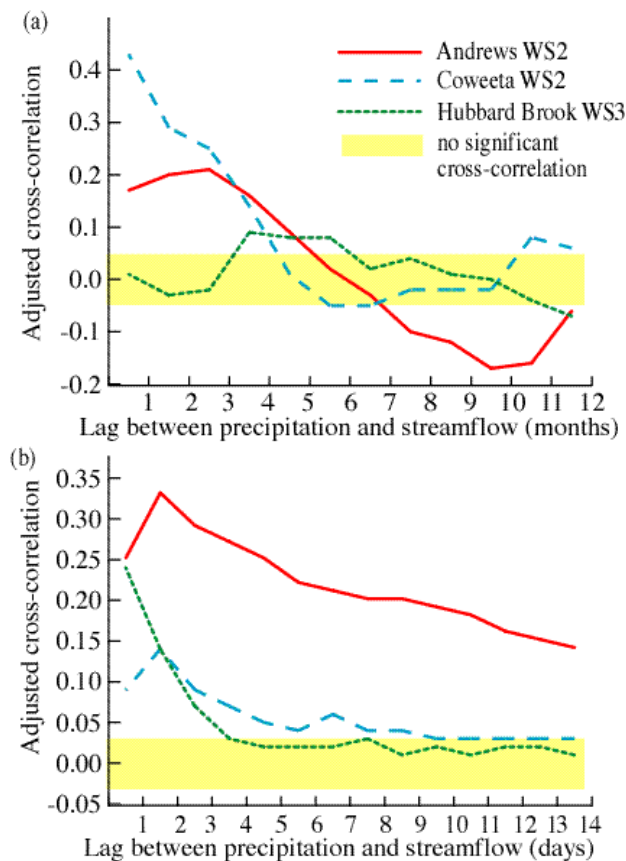 (a)
Andrews WS2
Coweeta WS2
Hubbard Brook WS3
no significant
cross-correlation
Adjusted cross-correlation
0.4
0.3
0.2
0.1
0.0
-0.1
-0.2
1 2 3 4 5 6 7 8 9 10 11 12
Lag between precipitation and streamflow (months)
(b)
Adjusted cross-correlation
0.35
0.30
0.25
0.20
0.15
0.10
0.05
0.00
-0.05
1 2 3 4 5 6 7 8 9 10 11 12 13 14
Lag between precipitation and streamflow (days)